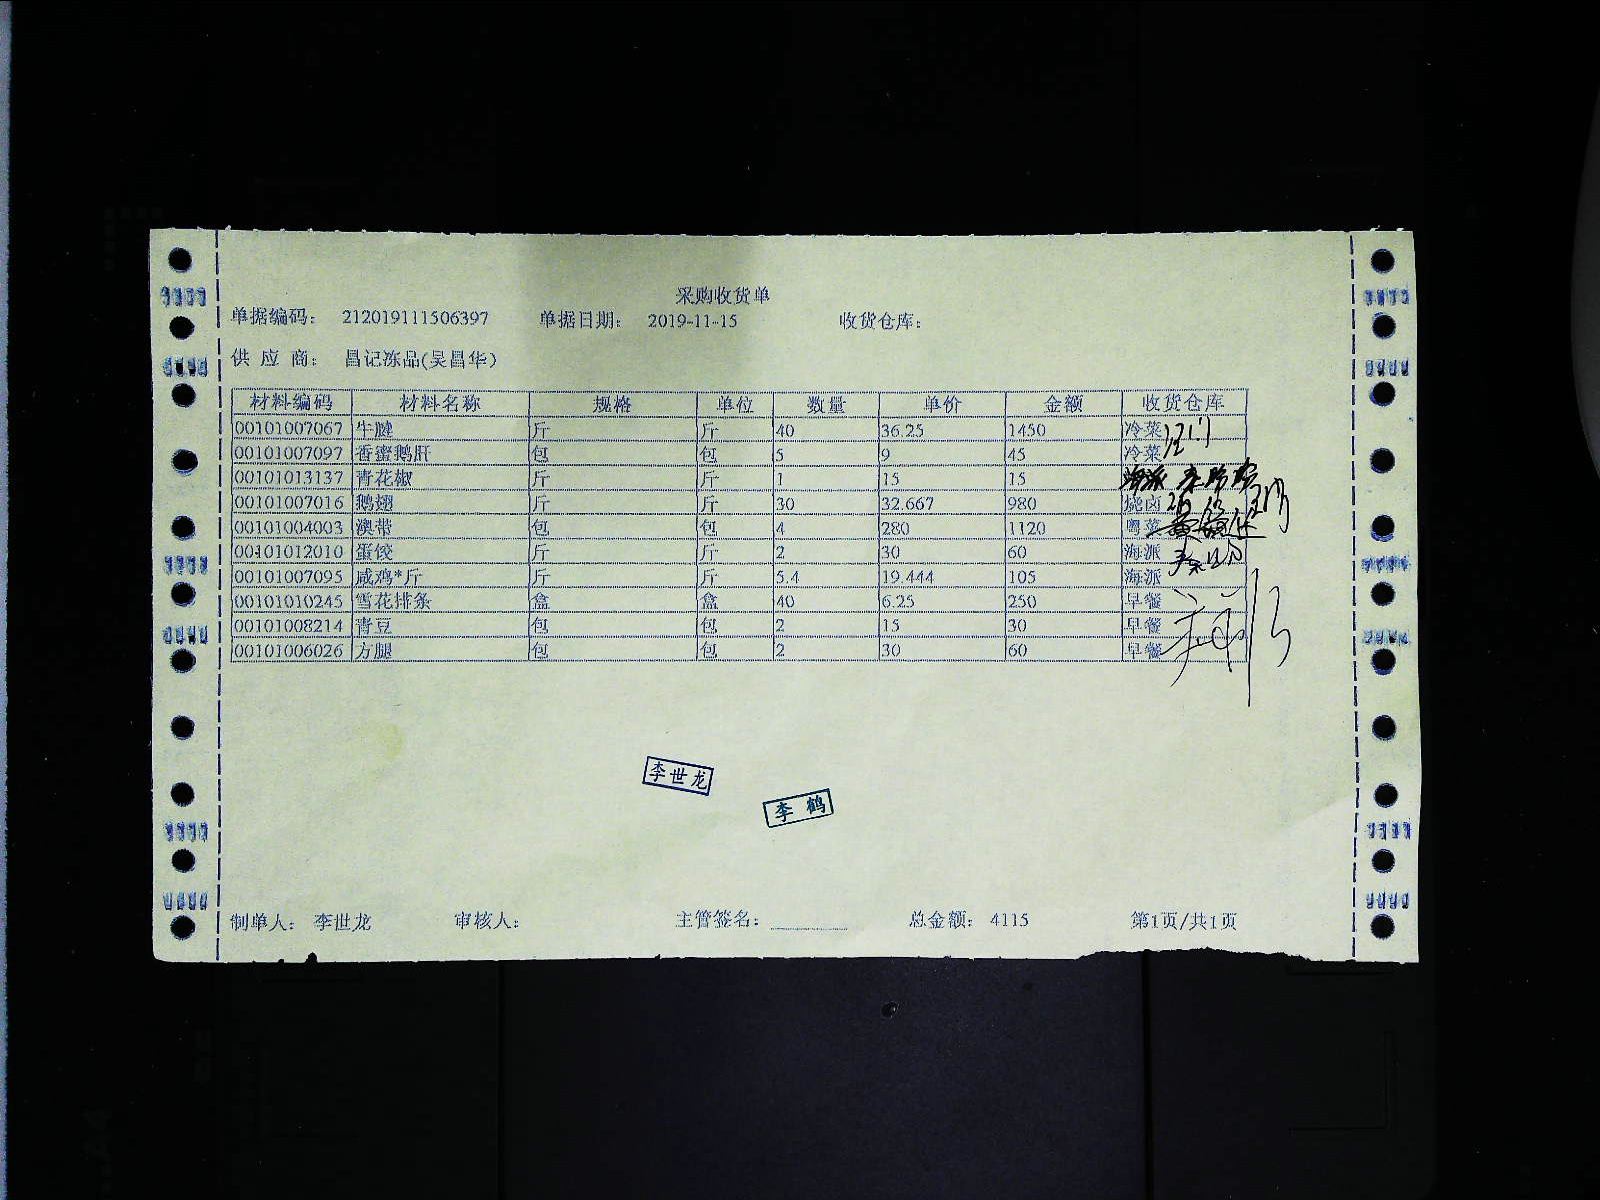 采购收货单
单据编码： 212019111506397 单据日期： 2019-11-15 收货仓库：
供 应 商： 昌记冻品(吴昌华)
材料编码 材料名称 规格 单位 数量 单价 金额 收货仓库
00101007067 牛腱 斤 斤 40 36.25 1450 冷菜
00101007097 香蜜鹅肝 包 包 5 9 45 冷菜
00101013137 青花椒 斤 斤 1 15 15 海派
00101007016 鹅翅 斤 斤 30 32.667 980 烧卤
00101004003 澳带 包 包 4 280 1120 粤菜
00101012010 蛋饺 斤 斤 2 30 60 海派
00101007095 咸鸡*斤 斤 斤 5.4 19.444 105 海派
00101010245 雪花排条 盒 盒 40 6.25 250 早餐
00101008214 青豆 包 包 2 15 30 早餐
00101006026 方腿 包 包 2 30 60 早餐
李世龙
李鹤
制单人： 李世龙 审核人： 主管签名： 总金额： 4115 第1页/共1页